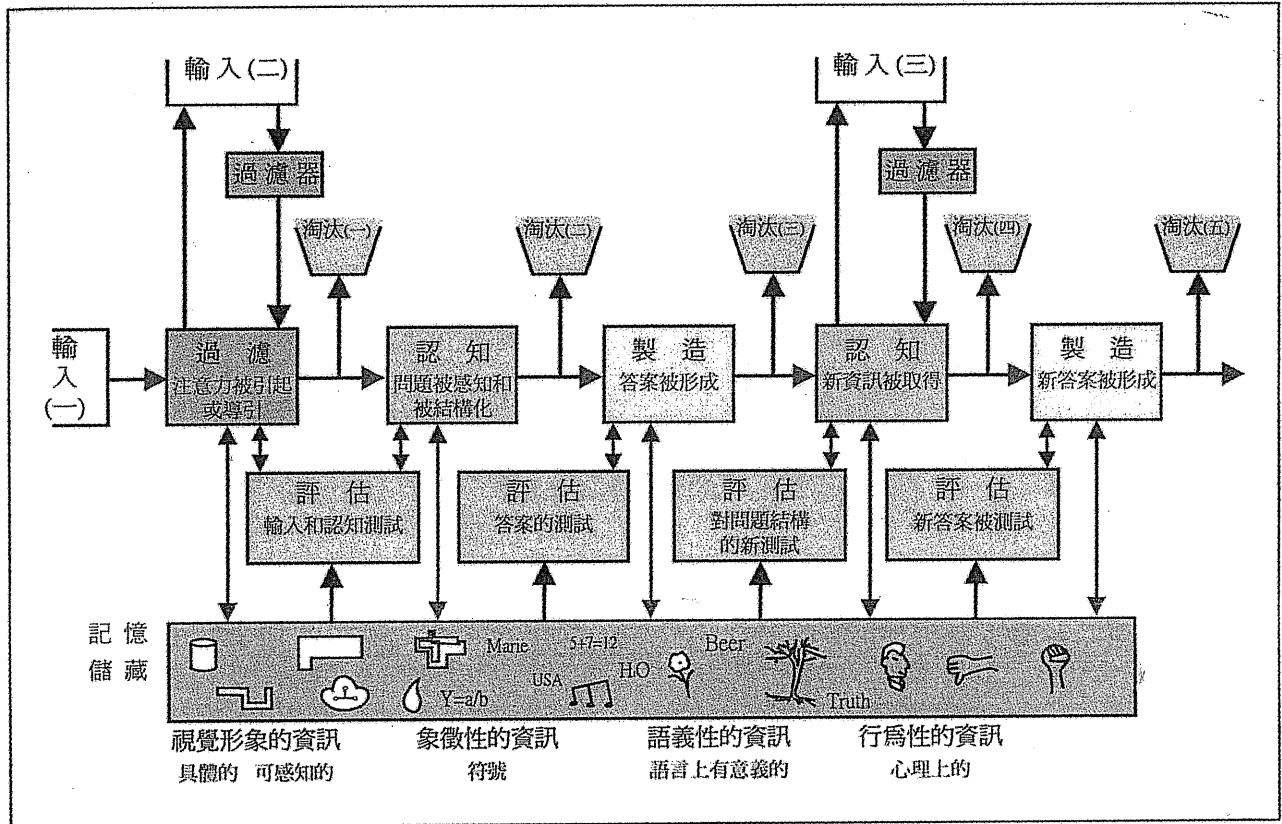 輸入(二)
輸入(三)
過濾器
過濾器
淘汰(一)
淘汰(二)
淘汰(三)
淘汰(四)
淘汰(五)
輸
入
(一)
過 濾
注意力被引起
或導引
認 知
問題被感知和
被結構化
製 造
答案被形成
認 知
新資訊被取得
製 造
新答案被形成
評 估
輸入和認知測試
評 估
答案的測試
評 估
對問題結構
的新測試
評 估
新答案被測試
記 憶
儲 藏
Marie
5+7=12
Beer
USA
H2O
Y=a/b
Truth
視覺形象的資訊
具體的 可感知的
象徵性的資訊
符號
語義性的資訊
語言上有意義的
行爲性的資訊
心理上的